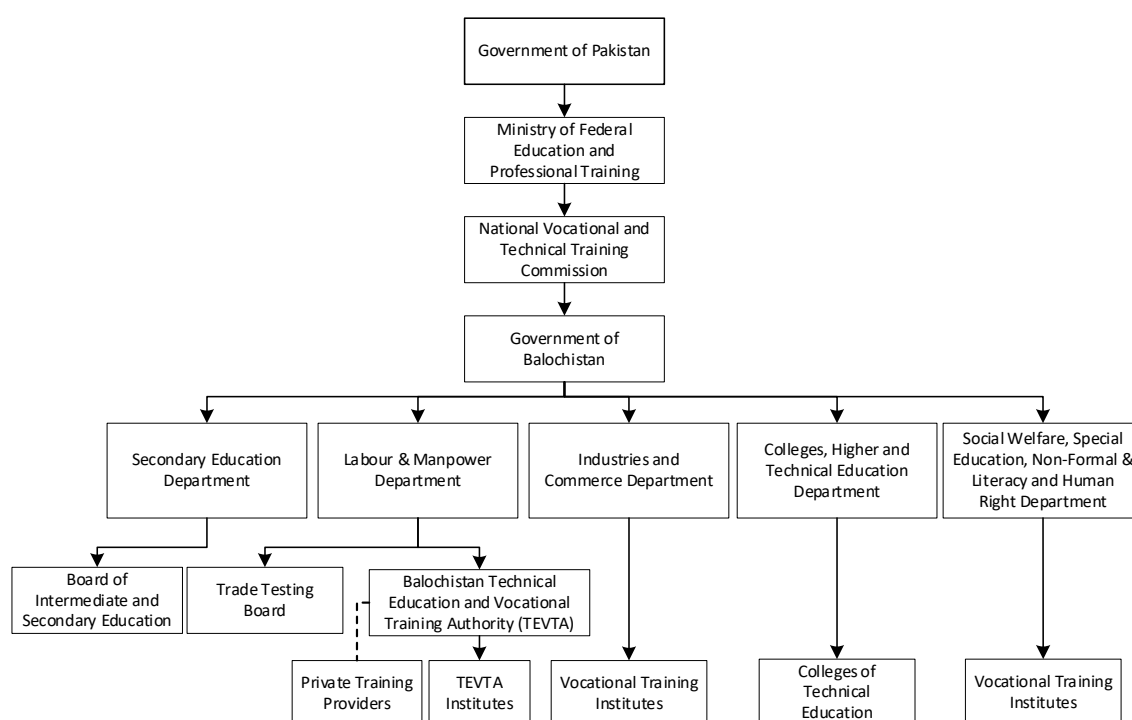 Government of Pakistan
Ministry of Federal
Education and
Professional Training
National Vocational and
Technical Training
Commission
Government of
Balochistan
Secondary Education
Department
Labour & Manpower
Department
Industries and
Commerce Department
Colleges, Higher and
Technical Education
Department
Social Welfare, Special
Education, Non-Formal &
Literacy and Human
Right Department
Board of
Intermediate and
Secondary Education
Trade Testing
Board
Balochistan Technical
Education and Vocational
Training Authority (TEVTA)
Private Training
Providers
TEVTA
Institutes
Vocational Training
Institutes
Colleges of
Technical
Education
Vocational Training
Institutes